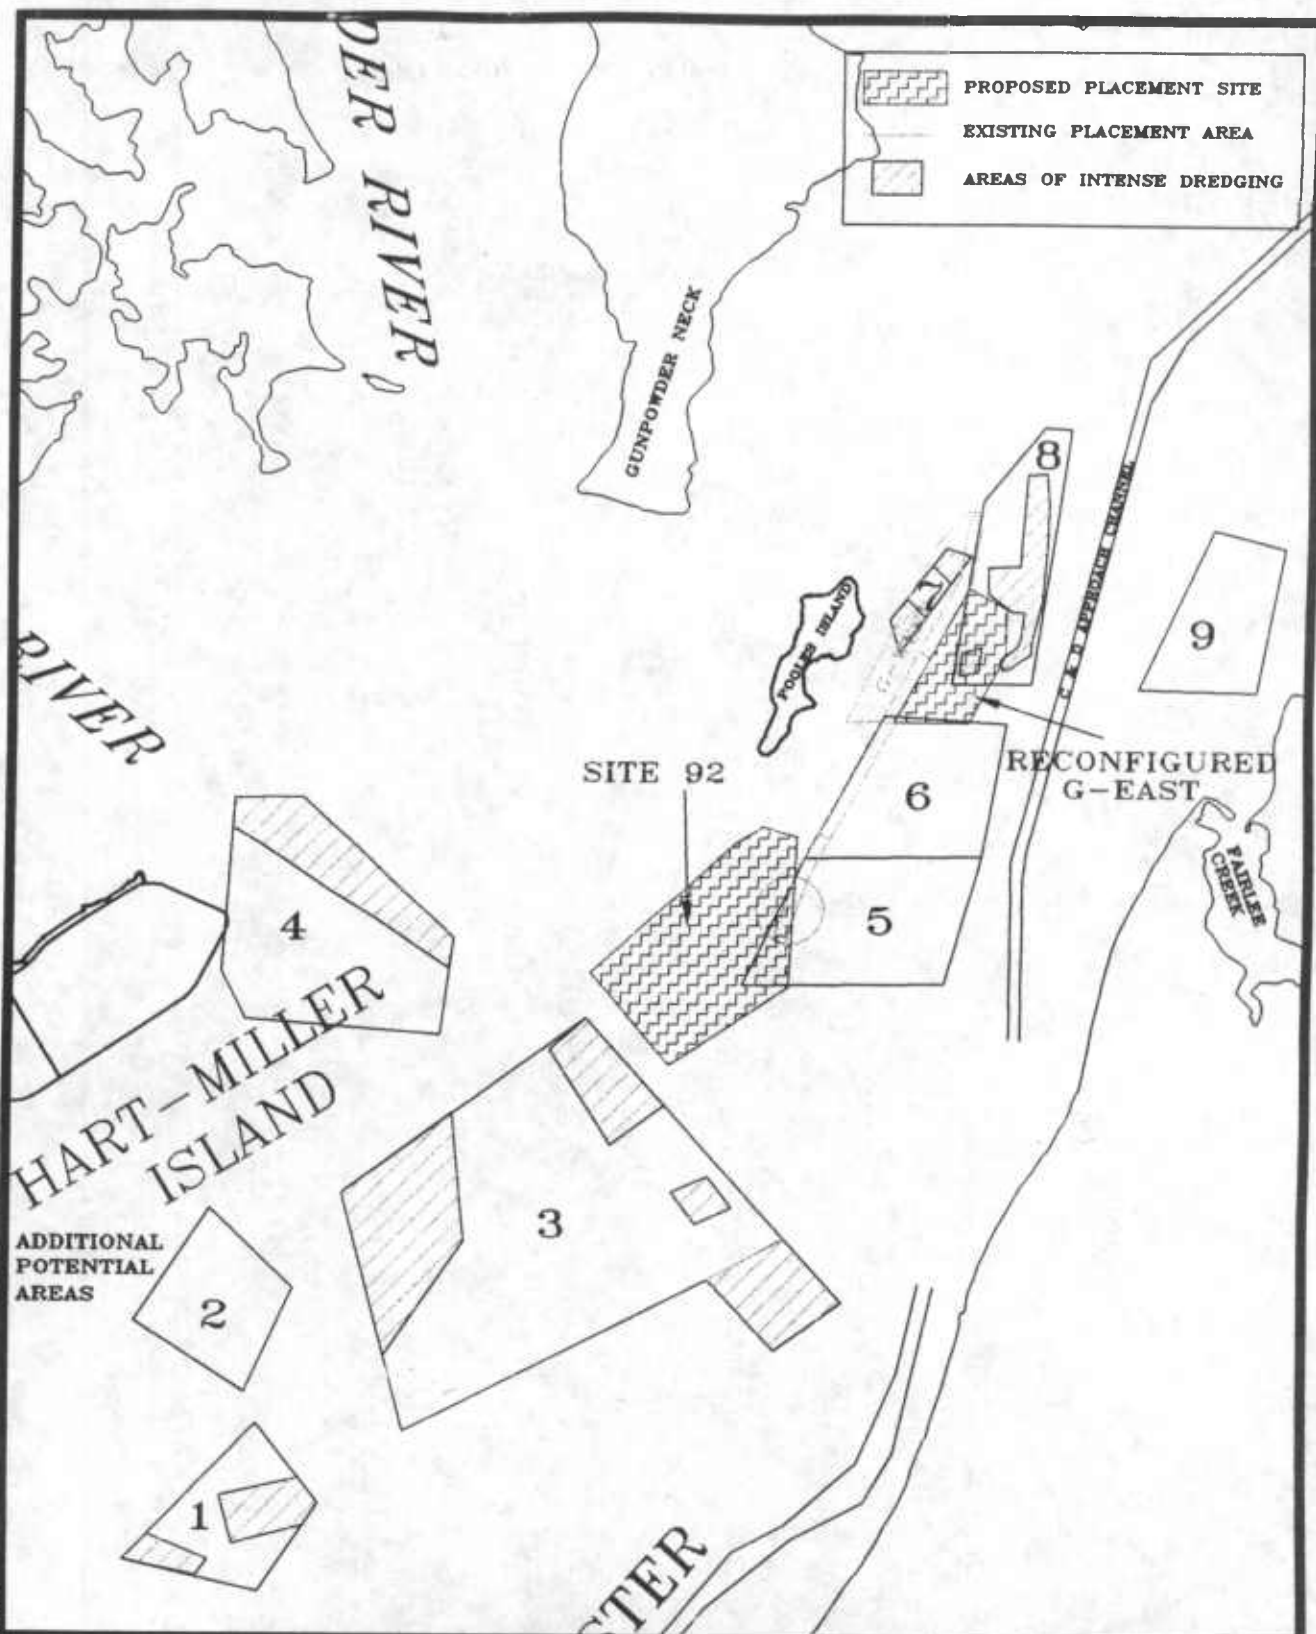 DER RIVER
PROPOSED PLACEMENT SITE
EXISTING PLACEMENT AREA
AREAS OF INTENSE DREDGING
GUNPOWDER NECK
8
C & D APPROACH CHANNEL
9
7
POOLES ISLAND
RIVER
SITE 92
RECONFIGURED
G-EAST
6
FAIRLEE
CREEK
4
5
HART-MILLER
ISLAND
3
ADDITIONAL
POTENTIAL
AREAS
2
1
STER